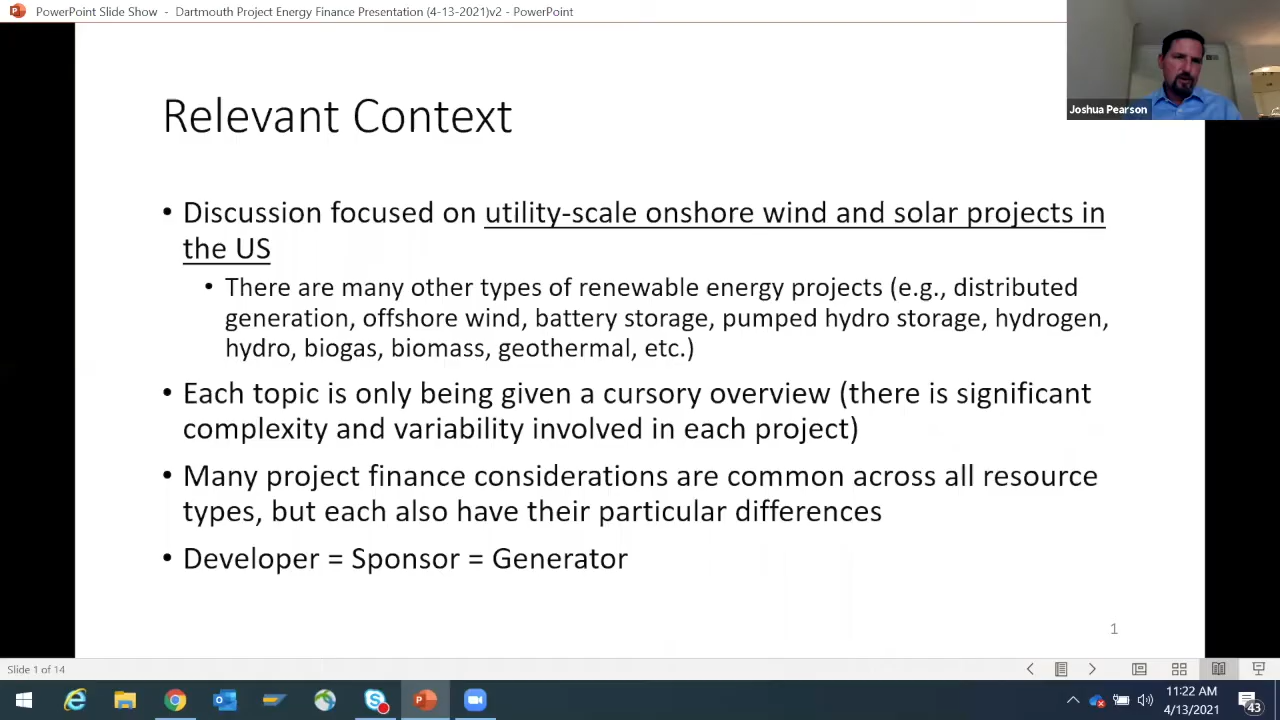 PowerPoint Slide Show - Dartmouth Project Energy Finance Presentation (4-13-2021)v2 - PowerPoint
Joshua Pearson
Relevant Context
• Discussion focused on utility-scale onshore wind and solar projects in
the US
• There are many other types of renewable energy projects (e.g., distributed
generation, offshore wind, battery storage, pumped hydro storage, hydrogen,
hydro, biogas, biomass, geothermal, etc.)
• Each topic is only being given a cursory overview (there is significant
complexity and variability involved in each project)
• Many project finance considerations are common across all resource
types, but each also have their particular differences
• Developer = Sponsor = Generator
1
Slide 1 of 14
11:22 AM
4/13/2021
43